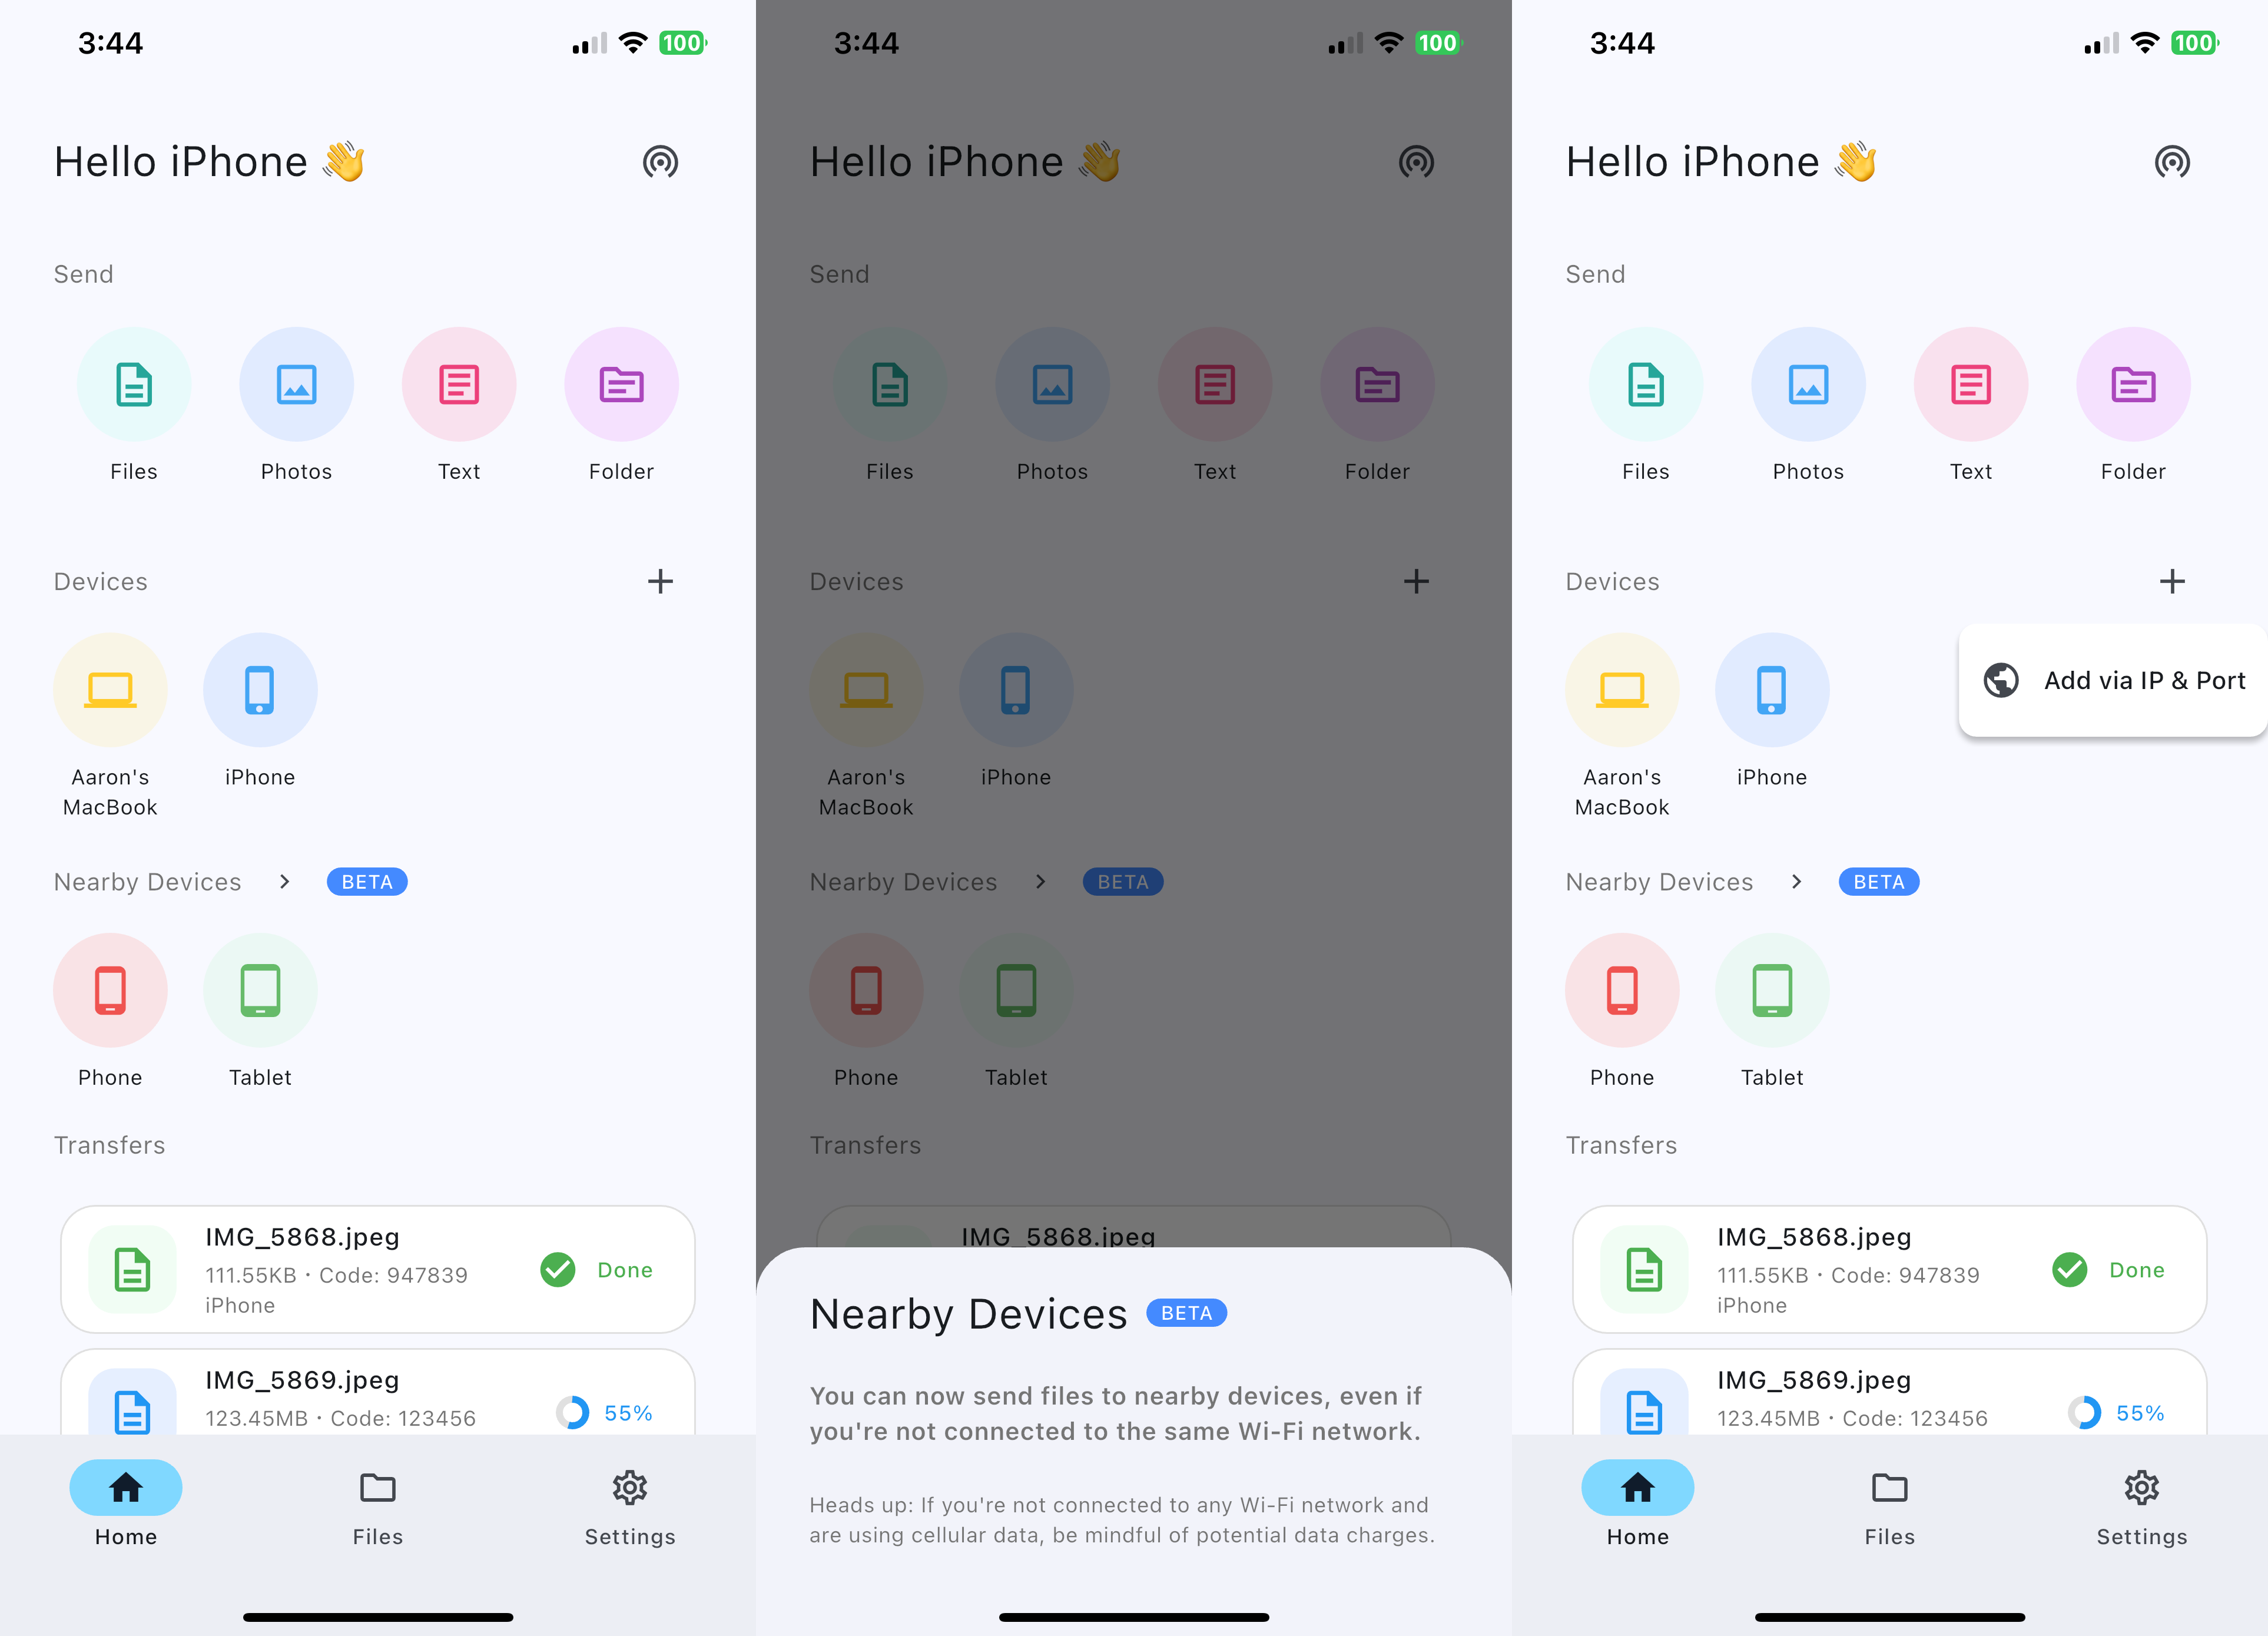 3:44
100
Hello iPhone 👋
Send
Files
Photos
Text
Folder
Devices
Aaron's
MacBook
iPhone
Nearby Devices
BETA
Phone
Tablet
Transfers
IMG_5868.jpeg
111.55KB • Code: 947839
iPhone
Done
IMG_5869.jpeg
123.45MB • Code: 123456
55%
Home
Files
Settings
3:44
100
Hello iPhone 👋
Send
Files
Photos
Text
Folder
Devices
Aaron's
MacBook
iPhone
Nearby Devices
BETA
Phone
Tablet
Transfers
IMG_5868.jpeg
Nearby Devices
BETA
You can now send files to nearby devices, even if
you're not connected to the same Wi-Fi network.
Heads up: If you're not connected to any Wi-Fi network and
are using cellular data, be mindful of potential data charges.
3:44
100
Hello iPhone 👋
Send
Files
Photos
Text
Folder
Devices
Add via IP & Port
Aaron's
MacBook
iPhone
Nearby Devices
BETA
Phone
Tablet
Transfers
IMG_5868.jpeg
111.55KB • Code: 947839
iPhone
Done
IMG_5869.jpeg
123.45MB • Code: 123456
55%
Home
Files
Settings